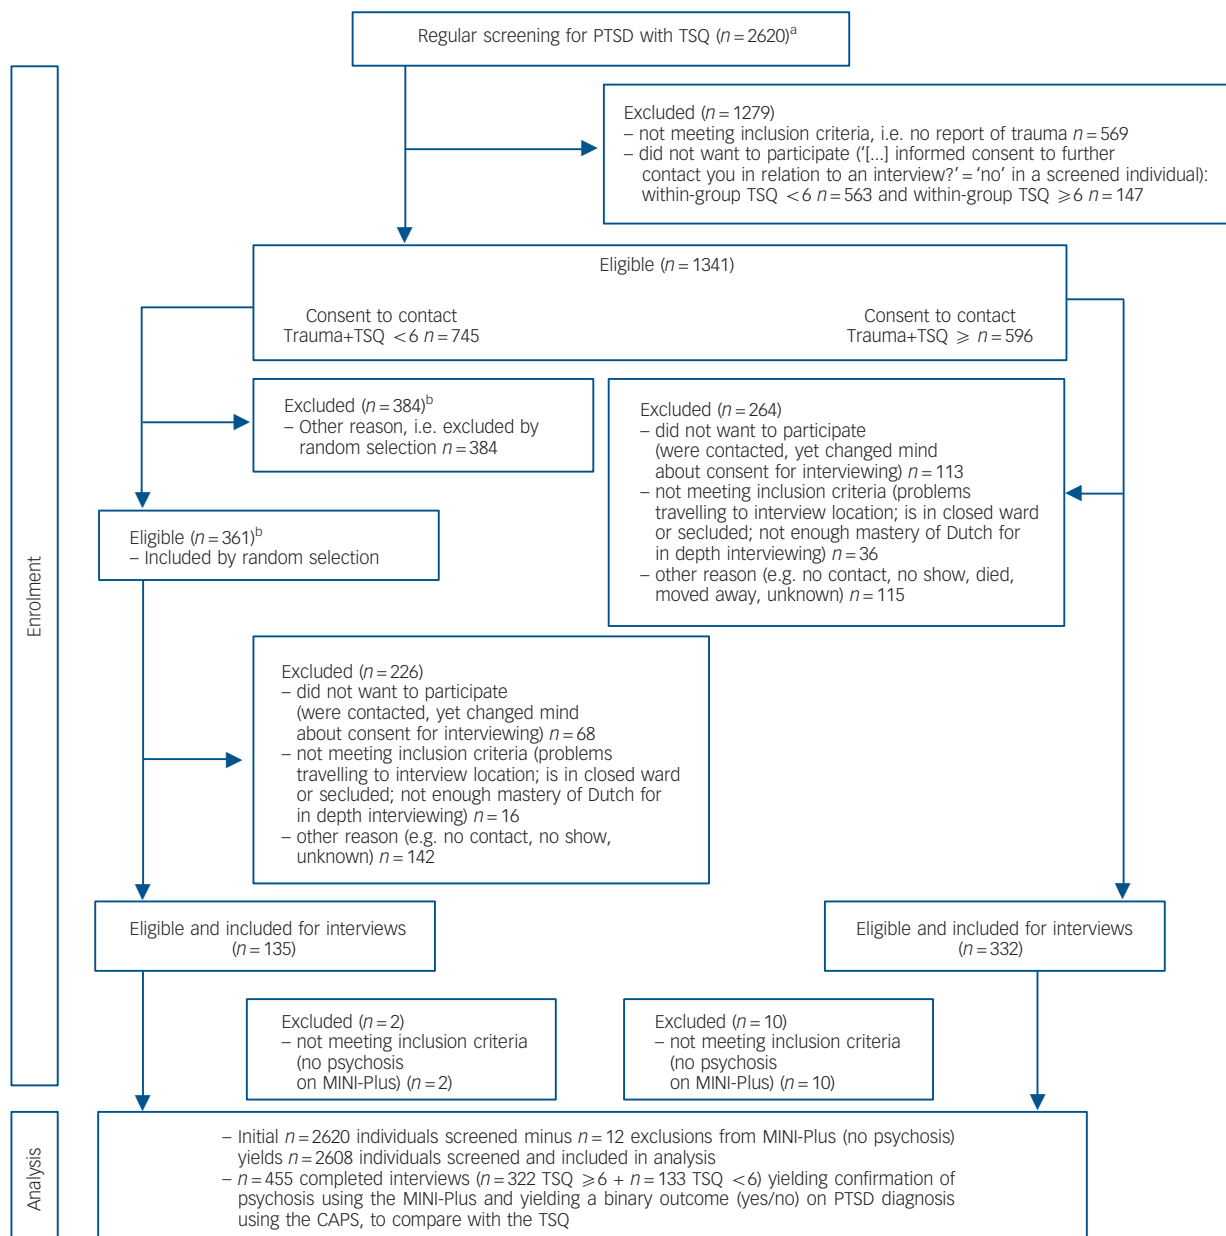 Regular screening for PTSD with TSQ (n = 2620)a
Excluded (n = 1279)
– not meeting inclusion criteria, i.e. no report of trauma n = 569
– did not want to participate ('[...] informed consent to further
contact you in relation to an interview?' = 'no' in a screened individual):
within-group TSQ <6 n = 563 and within-group TSQ ⩾6 n = 147
Eligible (n = 1341)
Consent to contact
Trauma+TSQ <6 n = 745
Consent to contact
Trauma+TSQ ⩾ n = 596
Excluded (n = 384)b
– Other reason, i.e. excluded by
random selection n = 384
Excluded (n = 264)
– did not want to participate
(were contacted, yet changed mind
about consent for interviewing) n = 113
– not meeting inclusion criteria (problems
travelling to interview location; is in closed ward
or secluded; not enough mastery of Dutch for
in depth interviewing) n = 36
– other reason (e.g. no contact, no show, died,
moved away, unknown) n = 115
Eligible (n = 361)b
– Included by random selection
Enrolment
Excluded (n = 226)
– did not want to participate
(were contacted, yet changed mind
about consent for interviewing) n = 68
– not meeting inclusion criteria (problems
travelling to interview location; is in closed ward
or secluded; not enough mastery of Dutch for
in depth interviewing) n = 16
– other reason (e.g. no contact, no show,
unknown) n = 142
Eligible and included for interviews
(n = 135)
Eligible and included for interviews
(n = 332)
Excluded (n = 2)
– not meeting inclusion criteria
(no psychosis
on MINI-Plus) (n = 2)
Excluded (n = 10)
– not meeting inclusion criteria
(no psychosis
on MINI-Plus) (n = 10)
Analysis
– Initial n = 2620 individuals screened minus n = 12 exclusions from MINI-Plus (no psychosis)
yields n = 2608 individuals screened and included in analysis
– n = 455 completed interviews (n = 322 TSQ ⩾6 + n = 133 TSQ <6) yielding confirmation of
psychosis using the MINI-Plus and yielding a binary outcome (yes/no) on PTSD diagnosis
using the CAPS, to compare with the TSQ